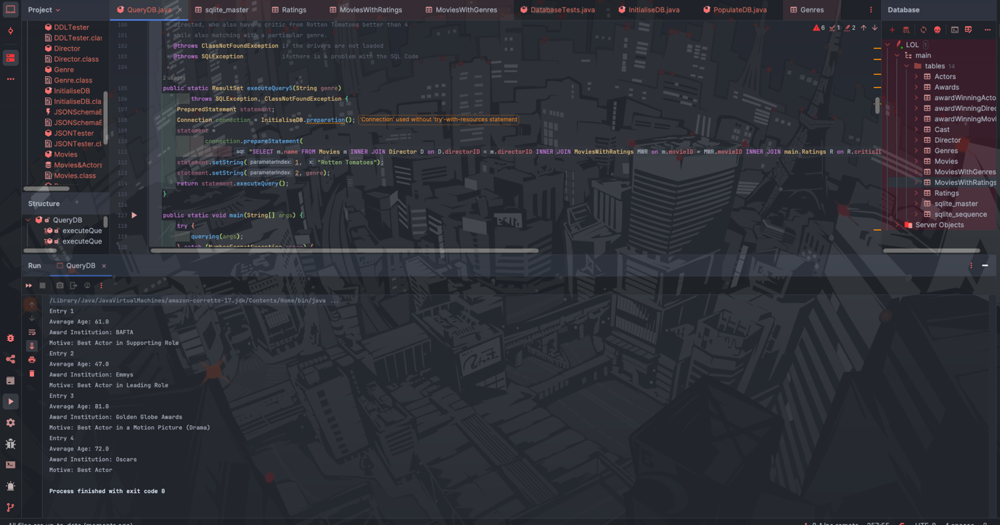 Project
QueryDB.java
sqlite_master
Ratings
MoviesWithRatings
MoviesWithGenres
DatabaseTests.java
InitialiseDB.java
PopulateDB.java
Genres
Database
DDLTester
DDLTester.clas
Director
Director.class
Genre
Genre.class
InitialiseDB
InitialiseDB.cla
JSONSchemaE
JSONSchemaE
JSONTester
JSONTester.cl
Movies
Movies&Actors
Movies.class
Structure
QueryDB
executeQue
executeQue
100 directed, who also have a critic from Rotten Tomatoes better than 4
101 while also matching with a particular genre.
102 @throws ClassNotFoundException if the drivers are not loaded
103 @throws SQLException if there is a problem with the SQL Code
104
2 usages
105 public static ResultSet executeQuery5(String genre)
106 throws SQLException, ClassNotFoundException {
107 PreparedStatement statement;
108 Connection connection = InitialiseDB.preparation(); 'Connection' used without 'try'-with-resources statement
109 statement =
110 connection.prepareStatement(
111 sql: "SELECT m.name FROM Movies m INNER JOIN Director D on D.directorID = m.directorID INNER JOIN MoviesWithRatings MWR on m.movieID = MWR.movieID INNER JOIN main.Ratings R on R.criticID
112 statement.setString( parameterIndex: 1, x: "Rotten Tomatoes");
113 statement.setString( parameterIndex: 2, genre);
114 return statement.executeQuery();
115 }
116
117 public static void main(String[] args) {
118 try {
119 querying(args);
120
6 1 2
LOL 1
main
tables 14
Actors
Awards
awardWinningActo
awardWinningDirec
awardWinningMovi
Cast
Director
Genres
Movies
MoviesWithGenres
MoviesWithRatings
Ratings
sqlite_master
sqlite_sequence
Server Objects
Run
QueryDB
/Library/Java/JavaVirtualMachines/amazon-corretto-17.jdk/Contents/Home/bin/java ...
Entry 1
Average Age: 61.0
Award Institution: BAFTA
Motive: Best Actor in Supporting Role
Entry 2
Average Age: 47.0
Award Institution: Emmys
Motive: Best Actor in Leading Role
Entry 3
Average Age: 81.0
Award Institution: Golden Globe Awards
Motive: Best Actor in a Motion Picture (Drama)
Entry 4
Average Age: 72.0
Award Institution: Oscars
Motive: Best Actor
Process finished with exit code 0